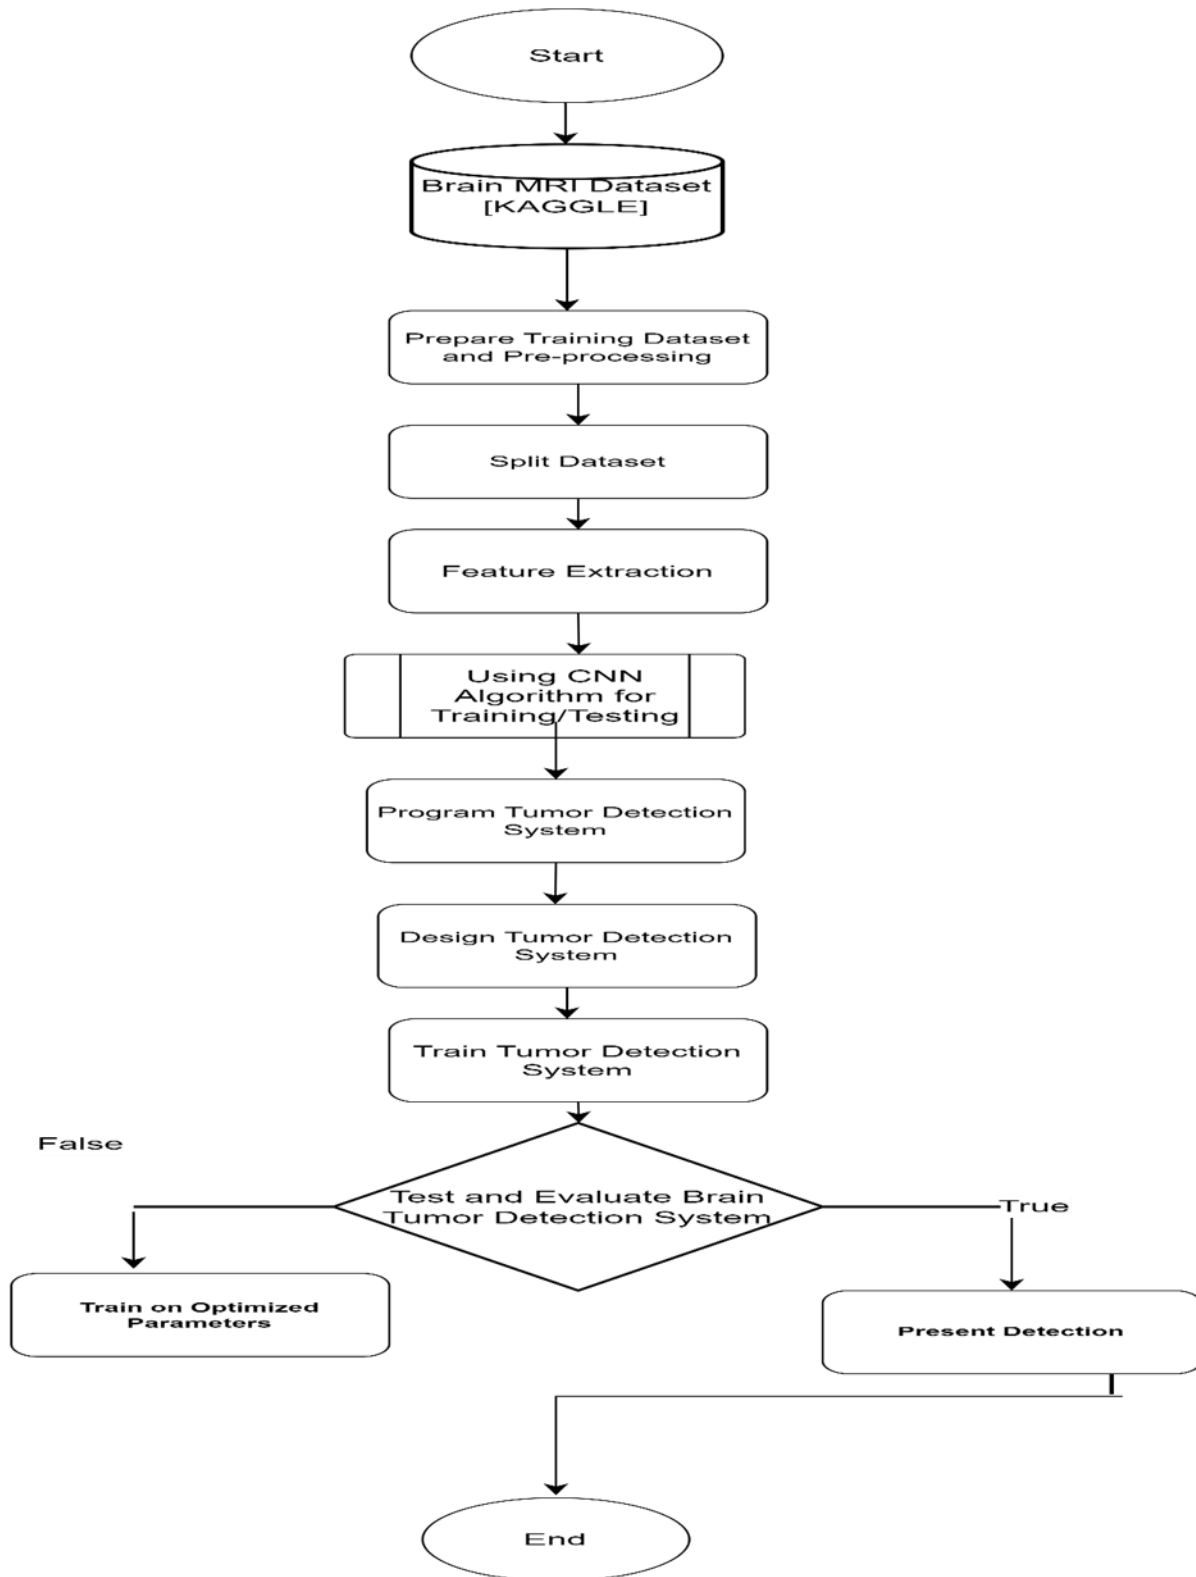 Start
Brain MRI Dataset
[KAGGLE]
Prepare Training Dataset
and Pre-processing
Split Dataset
Feature Extraction
Using CNN
Algorithm for
Training/Testing
Program Tumor Detection
System
Design Tumor Detection
System
Train Tumor Detection
System
False
Test and Evaluate Brain
Tumor Detection System
True
Train on Optimized
Parameters
Present Detection
End